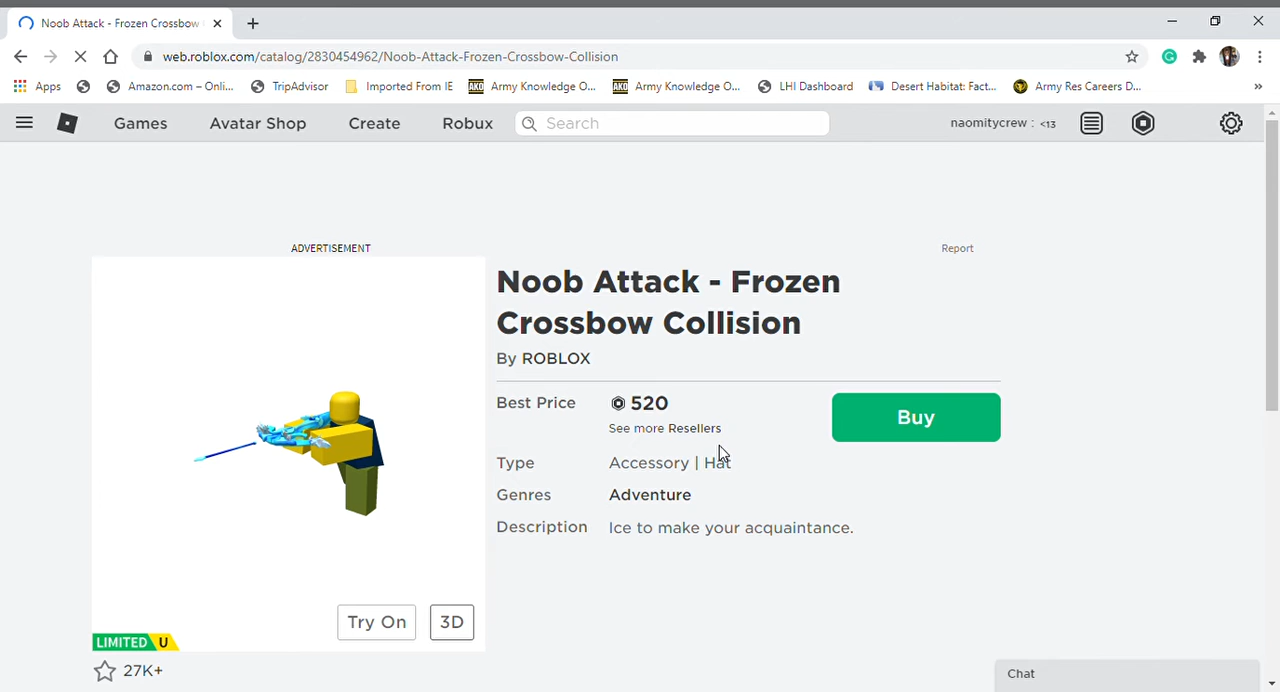 Noob Attack - Frozen Crossbow
web.roblox.com/catalog/2830454962/Noob-Attack-Frozen-Crossbow-Collision
Apps Amazon.com – Onli... TripAdvisor Imported From IE AKO Army Knowledge O... AKO Army Knowledge O... LHI Dashboard Desert Habitat: Fact... Army Res Careers D... »
Games Avatar Shop Create Robux Search naomitycrew : <13
ADVERTISEMENT Report
Noob Attack - Frozen
Crossbow Collision
By ROBLOX
Best Price 520 Buy
See more Resellers
Type Accessory | Hat
Genres Adventure
Description Ice to make your acquaintance.
Try On 3D
LIMITED U
27K+
Chat